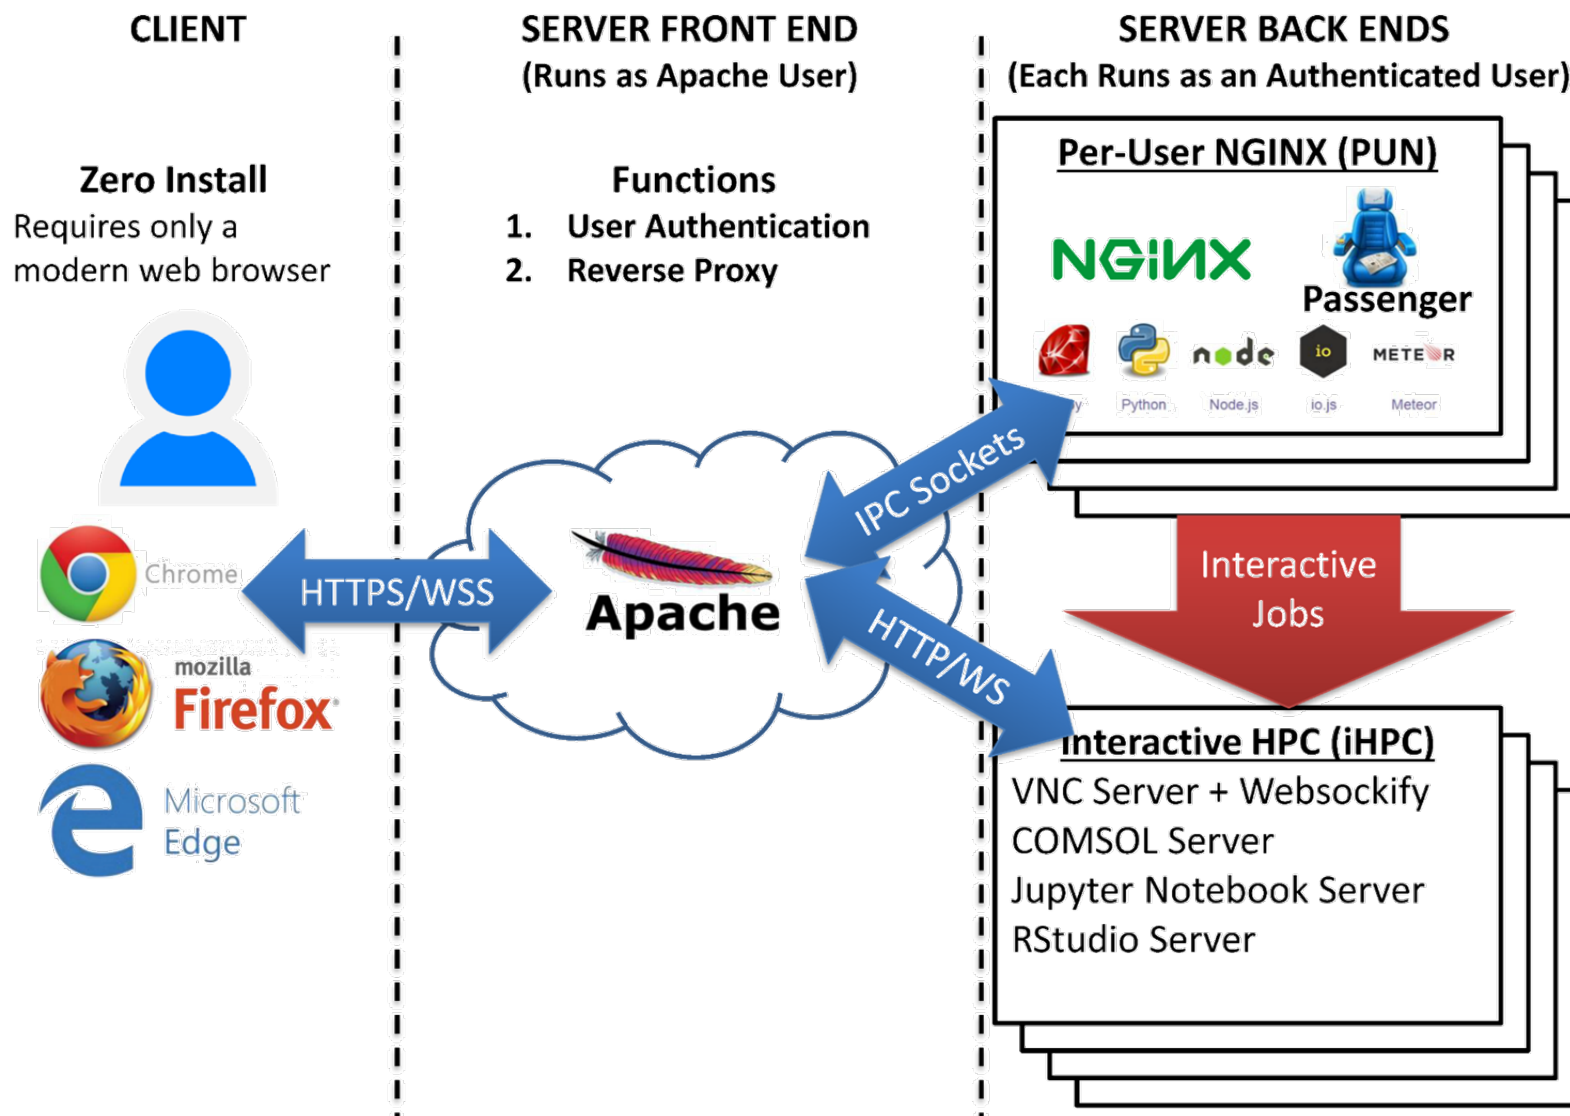 CLIENT
Zero Install
Requires only a
modern web browser
Chrome
mozilla
Firefox
Microsoft
Edge
HTTPS/WSS
SERVER FRONT END
(Runs as Apache User)
Functions
1. User Authentication
2. Reverse Proxy
Apache
IPC Sockets
HTTP/WS
SERVER BACK ENDS
(Each Runs as an Authenticated User)
Per-User NGINX (PUN)
NGINX
Passenger
node
io
METEOR
Python
Node.js
io.js
Meteor
Interactive
Jobs
Interactive HPC (iHPC)
VNC Server + Websockify
COMSOL Server
Jupyter Notebook Server
RStudio Server